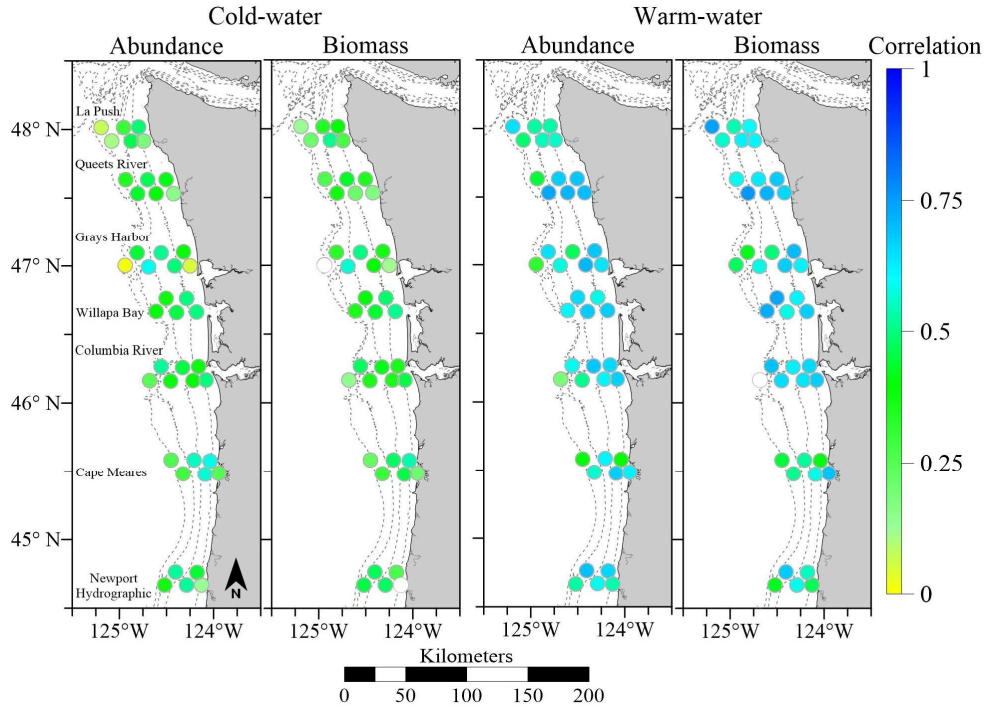 Cold-water Warm-water
Abundance Biomass Abundance Biomass Correlation
La Push
48° N
Queets River
Grays Harbor
47° N
Willapa Bay
Columbia River
46° N
Cape Meares
45° N
Newport
Hydrographic
N
125°W 124°W 125°W 124°W 125°W 124°W 125°W 124°W
1
0.75
0.5
0.25
0
Kilometers
0 50 100 150 200